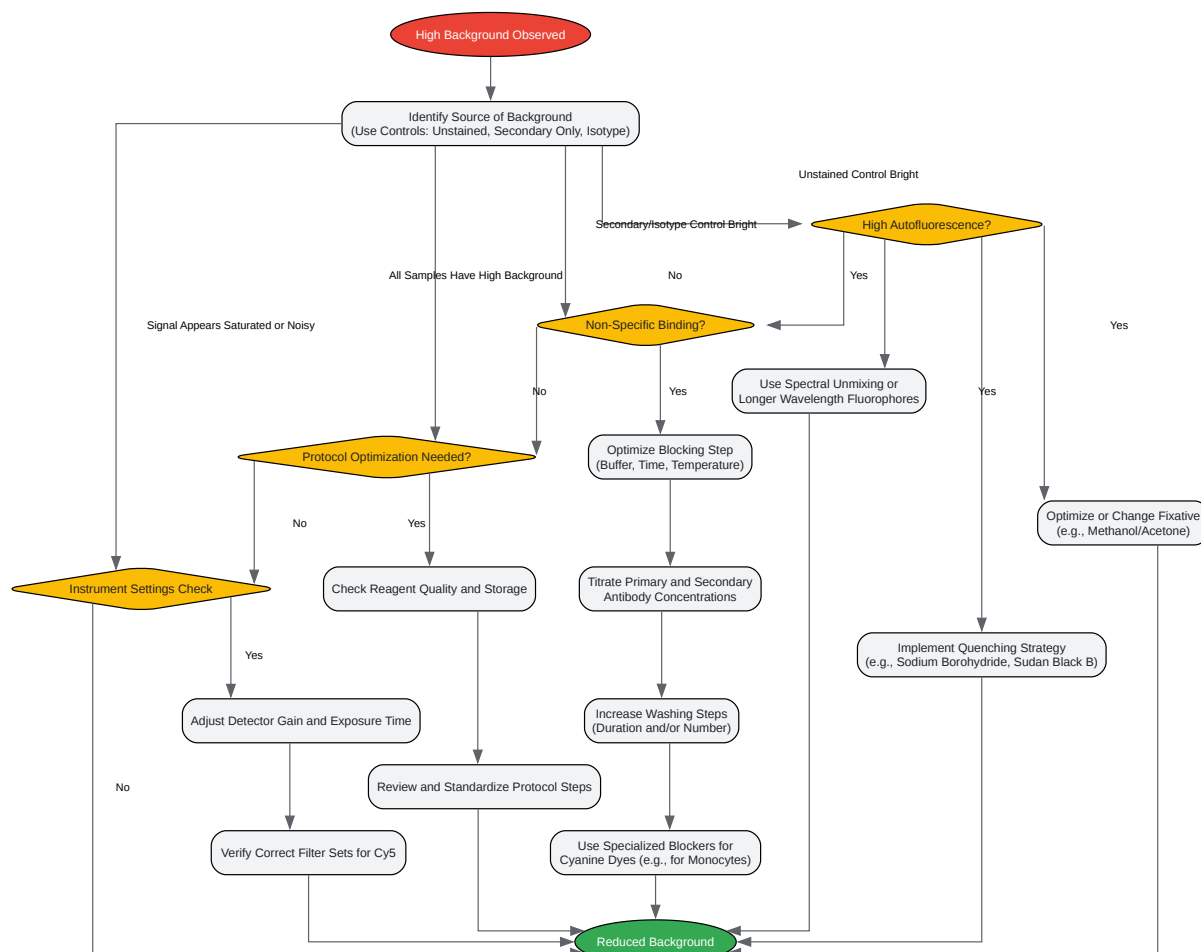 High Background Observed
Identify Source of Background
(Use Controls: Unstained, Secondary Only, Isotype)
Unstained Control Bright
Secondary/Isotype Control Bright
High Autofluorescence?
All Samples Have High Background
No
Yes
Signal Appears Saturated or Noisy
Non-Specific Binding?
Yes
Use Spectral Unmixing or
Longer Wavelength Fluorophores
No
Yes
Yes
Protocol Optimization Needed?
Optimize Blocking Step
(Buffer, Time, Temperature)
No
Yes
Optimize or Change Fixative
(e.g., Methanol/Acetone)
Instrument Settings Check
Check Reagent Quality and Storage
Titrate Primary and Secondary
Antibody Concentrations
Yes
Implement Quenching Strategy
(e.g., Sodium Borohydride, Sudan Black B)
Adjust Detector Gain and Exposure Time
Increase Washing Steps
(Duration and/or Number)
No
Review and Standardize Protocol Steps
Verify Correct Filter Sets for Cy5
Use Specialized Blockers for
Cyanine Dyes (e.g., for Monocytes)
Reduced Background